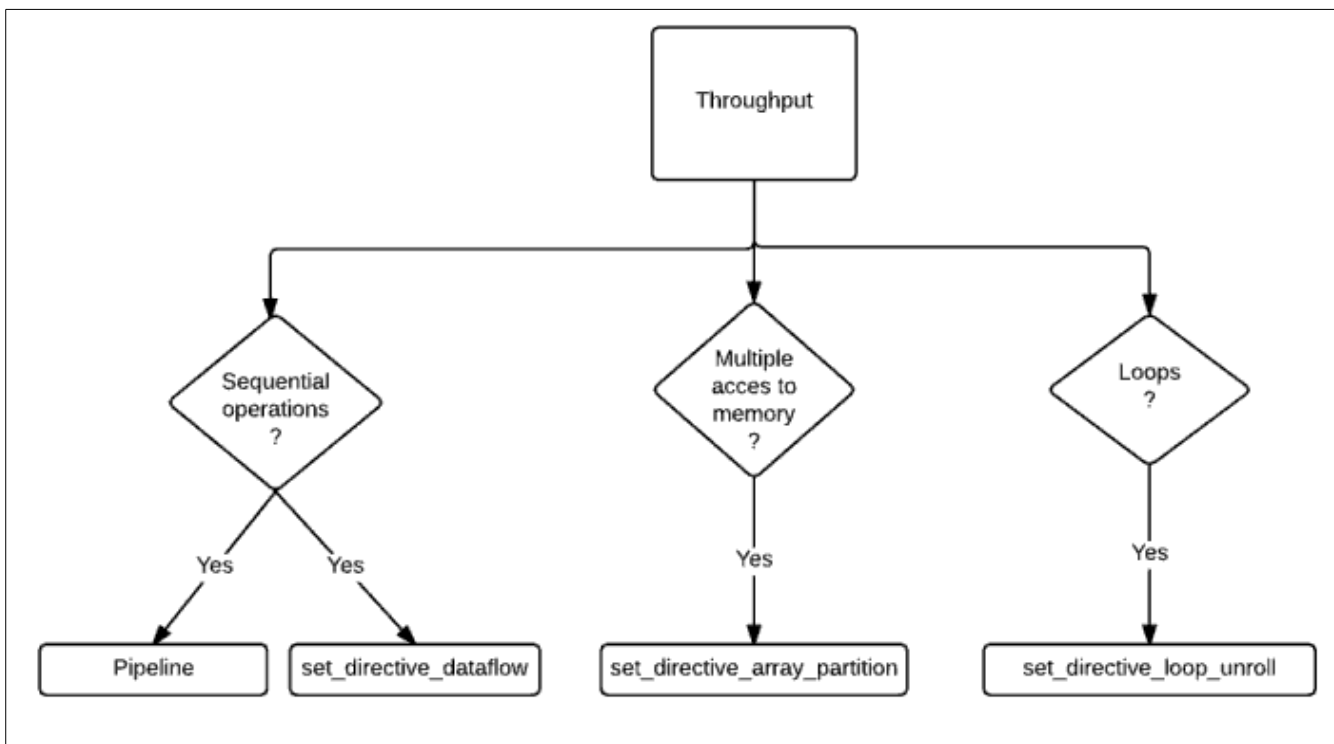 Throughput
Sequential
operations
?
Multiple
acces to
memory
?
Loops
?
Yes
Yes
Yes
Yes
Pipeline
set_directive_dataflow
set_directive_array_partition
set_directive_loop_unroll